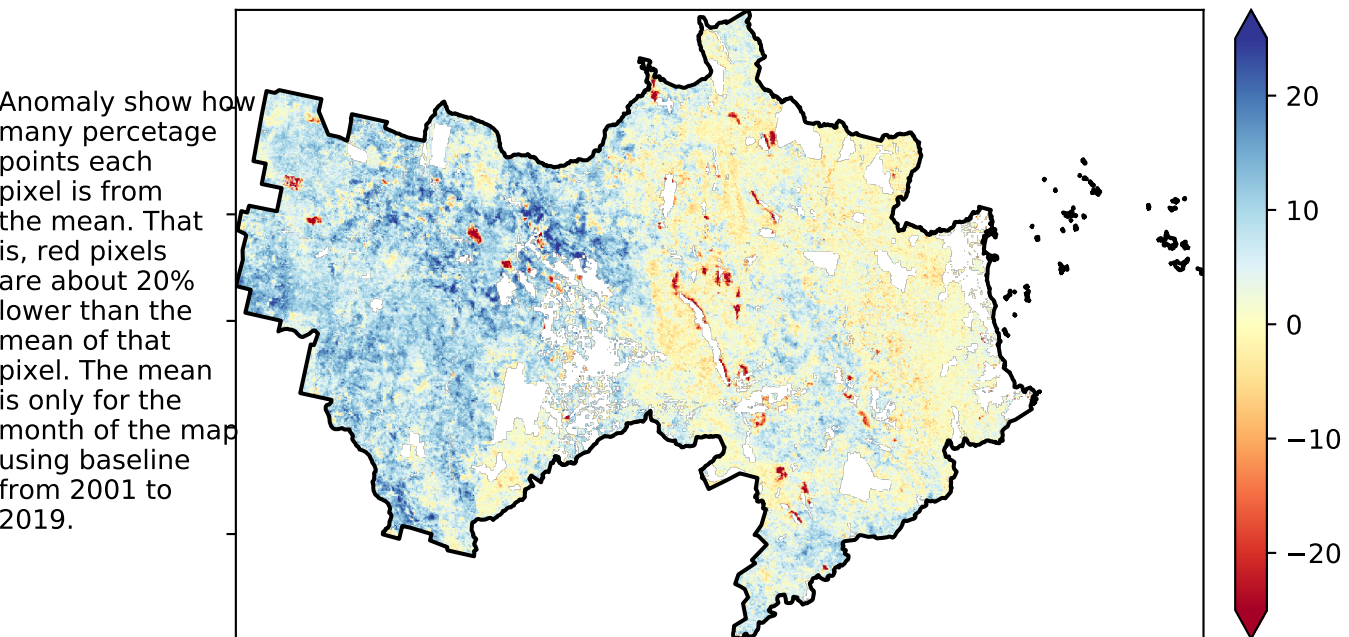 Anomaly show how
many percetage
points each
pixel is from
the mean. That
is, red pixels
are about 20%
lower than the
mean of that
pixel. The mean
is only for the
month of the map
using baseline
from 2001 to
2019.
20
10
0
−10
−20